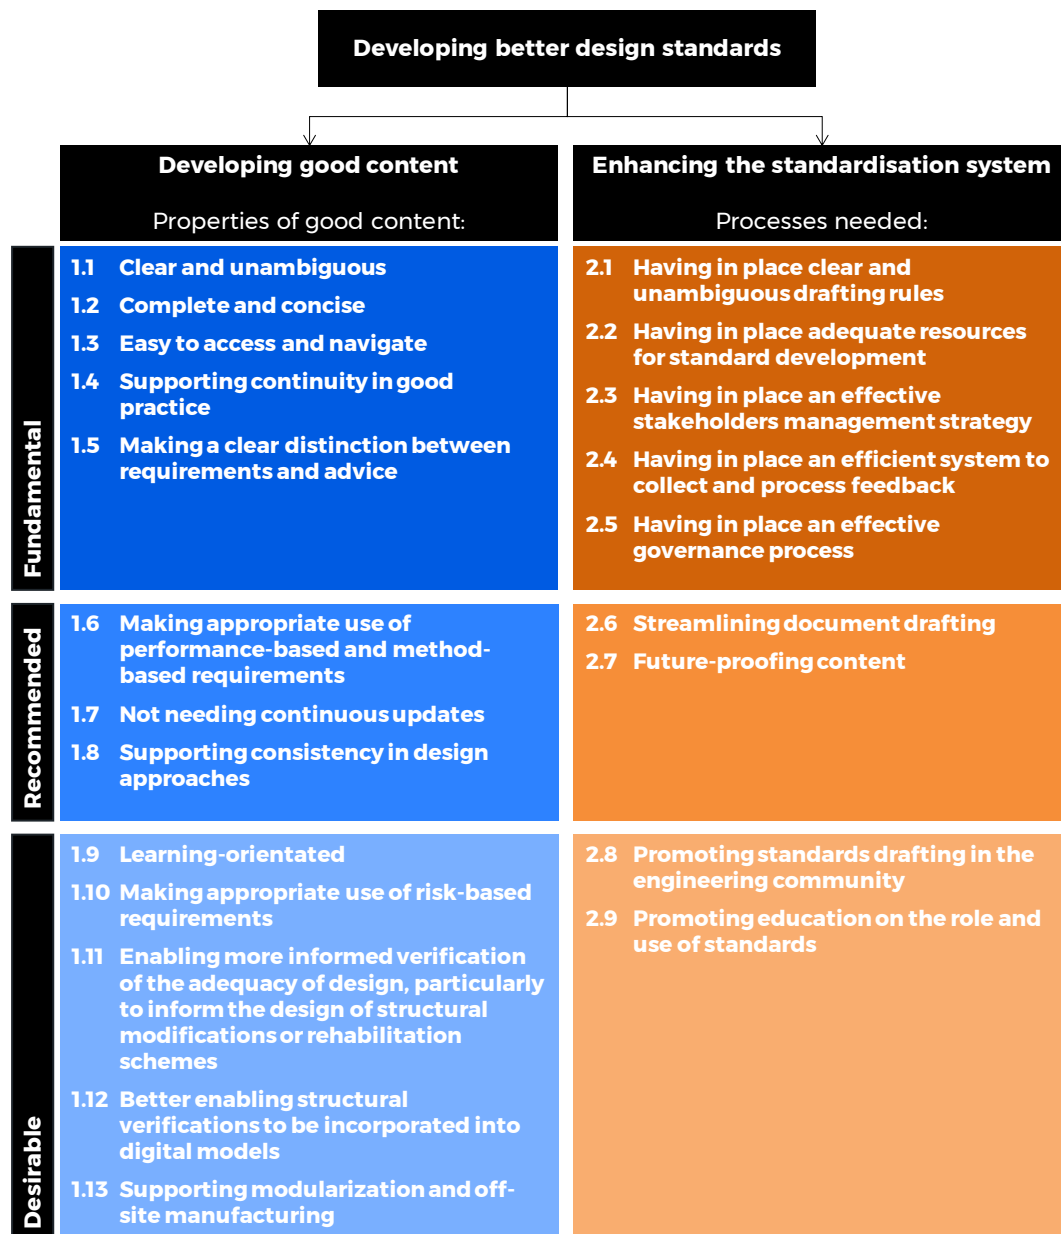 Developing better design standards
Developing good content
Properties of good content:
Enhancing the standardisation system
Processes needed:
Fundamental
1.1 Clear and unambiguous
1.2 Complete and concise
1.3 Easy to access and navigate
1.4 Supporting continuity in good
practice
1.5 Making a clear distinction between
requirements and advice
2.1 Having in place clear and
unambiguous drafting rules
2.2 Having in place adequate resources
for standard development
2.3 Having in place an effective
stakeholders management strategy
2.4 Having in place an efficient system to
collect and process feedback
2.5 Having in place an effective
governance process
Recommended
1.6 Making appropriate use of
performance-based and method-
based requirements
1.7 Not needing continuous updates
1.8 Supporting consistency in design
approaches
2.6 Streamlining document drafting
2.7 Future-proofing content
Desirable
1.9 Learning-orientated
1.10 Making appropriate use of risk-based
requirements
1.11 Enabling more informed verification
of the adequacy of design, particularly
to inform the design of structural
modifications or rehabilitation
schemes
1.12 Better enabling structural
verifications to be incorporated into
digital models
1.13 Supporting modularization and off-
site manufacturing
2.8 Promoting standards drafting in the
engineering community
2.9 Promoting education on the role and
use of standards